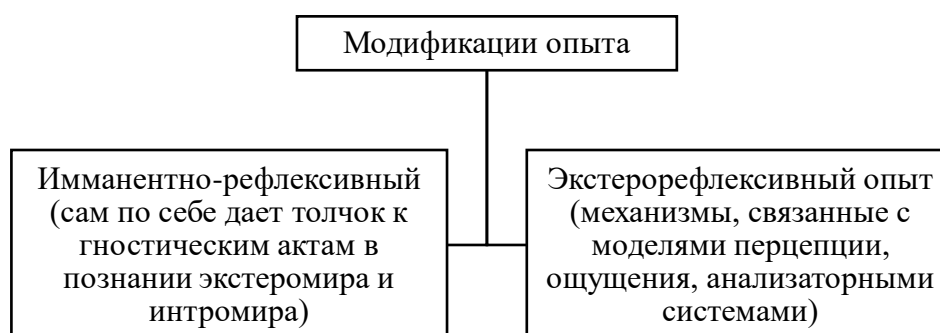 Модификации опыта
Имманентно-рефлексивный
(сам по себе дает толчок к
гностическим актам в
познании экстеромира и
интромира)
Экстерорефлексивный опыт
(механизмы, связанные с
моделями перцепции,
ощущения, анализаторными
системами)